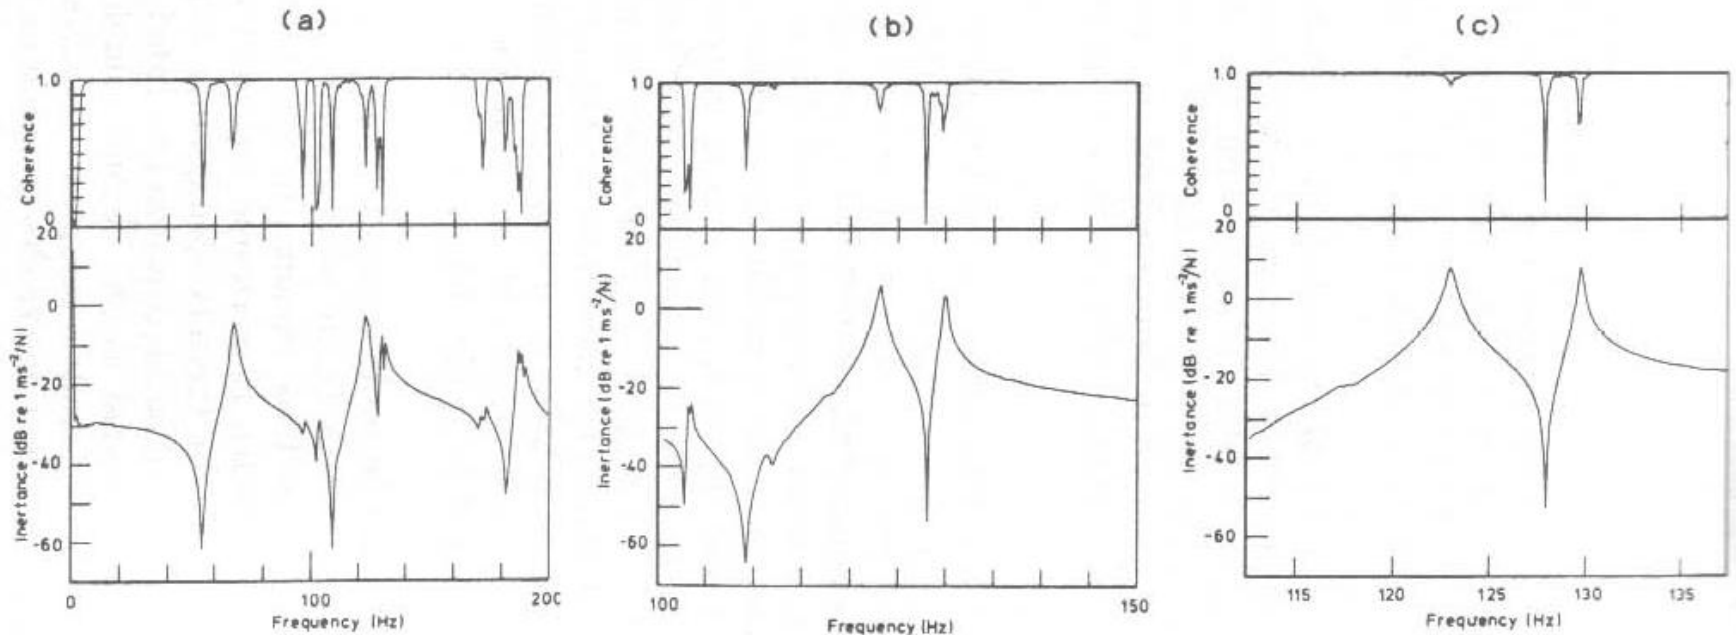 (a)
1.0
Coherence
0
20
0
-20
-40
-60
Inertance (dB re 1 ms⁻²/N)
0 100 200
Frequency (Hz)
(b)
1.0
Coherence
0
20
0
-20
-40
-60
Inertance (dB re 1 ms⁻²/N)
100 150
Frequency (Hz)
(c)
1.0
Coherence
0
20
0
-20
-40
-60
Inertance (dB re 1 ms⁻²/N)
115 120 125 130 135
Frequency (Hz)